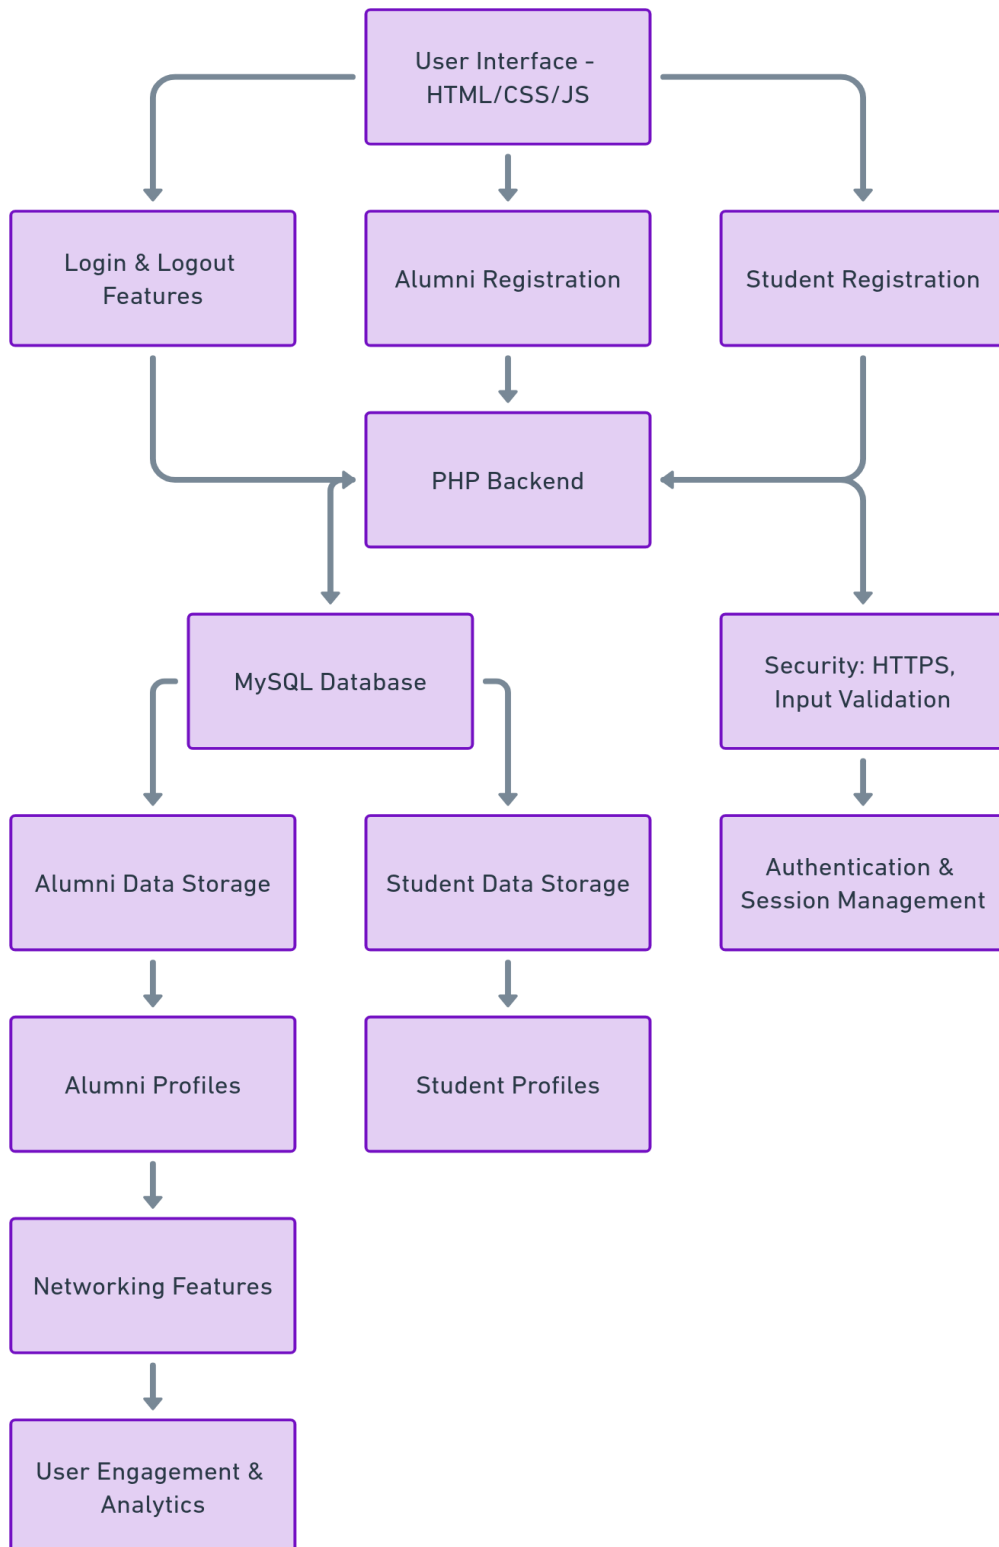 User Interface -
HTML/CSS/JS
Login & Logout
Features
Alumni Registration
Student Registration
PHP Backend
MySQL Database
Security: HTTPS,
Input Validation
Alumni Data Storage
Student Data Storage
Authentication &
Session Management
Alumni Profiles
Student Profiles
Networking Features
User Engagement &
Analytics